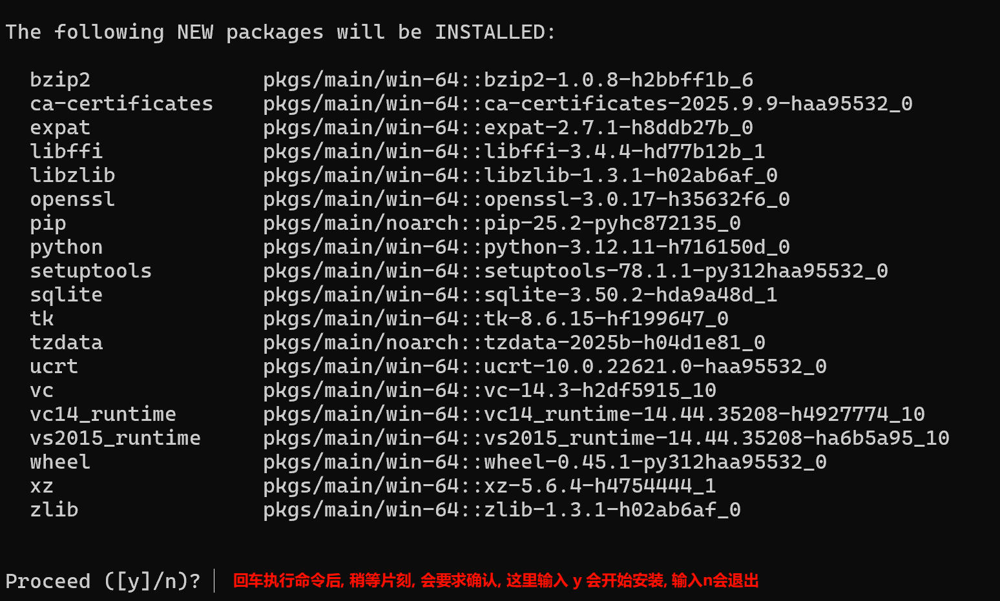 The following NEW packages will be INSTALLED:
bzip2 pkgs/main/win-64::bzip2-1.0.8-h2bbff1b_6
ca-certificates pkgs/main/win-64::ca-certificates-2025.9.9-haa95532_0
expat pkgs/main/win-64::expat-2.7.1-h8ddb27b_0
libffi pkgs/main/win-64::libffi-3.4.4-hd77b12b_1
libzlib pkgs/main/win-64::libzlib-1.3.1-h02ab6af_0
openssl pkgs/main/win-64::openssl-3.0.17-h35632f6_0
pip pkgs/main/noarch::pip-25.2-pyhc872135_0
python pkgs/main/win-64::python-3.12.11-h716150d_0
setuptools pkgs/main/win-64::setuptools-78.1.1-py312haa95532_0
sqlite pkgs/main/win-64::sqlite-3.50.2-hda9a48d_1
tk pkgs/main/win-64::tk-8.6.15-hf199647_0
tzdata pkgs/main/noarch::tzdata-2025b-h04d1e81_0
ucrt pkgs/main/win-64::ucrt-10.0.22621.0-haa95532_0
vc pkgs/main/win-64::vc-14.3-h2df5915_10
vc14_runtime pkgs/main/win-64::vc14_runtime-14.44.35208-h4927774_10
vs2015_runtime pkgs/main/win-64::vs2015_runtime-14.44.35208-ha6b5a95_10
wheel pkgs/main/win-64::wheel-0.45.1-py312haa95532_0
xz pkgs/main/win-64::xz-5.6.4-h4754444_1
zlib pkgs/main/win-64::zlib-1.3.1-h02ab6af_0
Proceed ([y]/n)? 回车执行命令后, 稍等片刻, 会要求确认, 这里输入 y 会开始安装, 输入n会退出